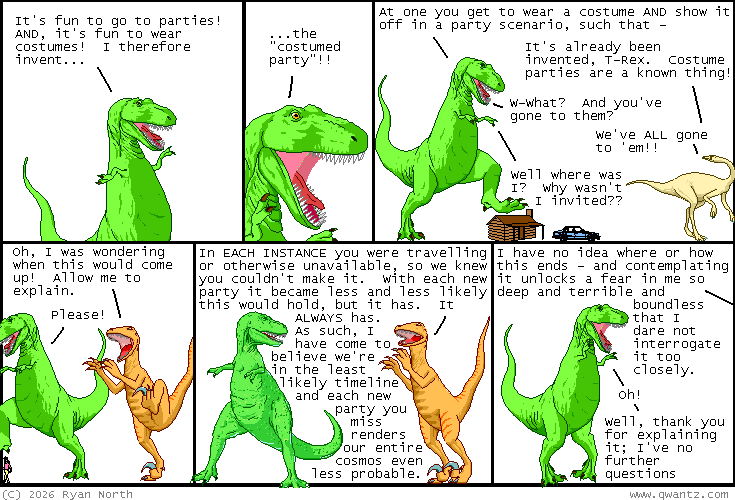 It's fun to go to parties!
AND, it's fun to wear
costumes!  I therefore
invent...
...the
"costumed
party"!!
At one you get to wear a costume AND show it
off in a party scenario, such that -
It's already been
invented, T-Rex.  Costume
parties are a known thing!
W-What?  And you've
gone to them?
We've ALL gone
to 'em!!
Well where was
I?  Why wasn't
I invited??
Oh, I was wondering
when this would come
up!  Allow me to
explain.
Please!
In EACH INSTANCE you were travelling
or otherwise unavailable, so we knew
you couldn't make it.  With each new
party it became less and less likely
this would hold, but it has.  It
ALWAYS has.
As such, I
have come to
believe we're
in the least
likely timeline
and each new
party you
miss
renders
our entire
cosmos even
less probable.
I have no idea where or how
this ends - and contemplating
it unlocks a fear in me so
deep and terrible and
boundless
that I
dare not
interrogate
it too
closely.
Oh!
Well, thank you
for explaining
it; I've no
further
questions
(C) 2026 Ryan North
www.qwantz.com